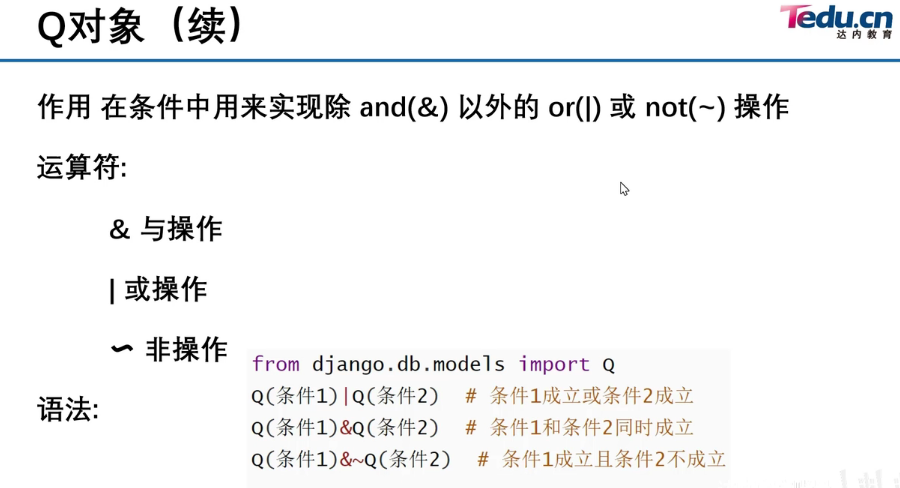 Q对象（续）
Tedu.cn
达内教育
作用 在条件中用来实现除 and(&) 以外的 or(|) 或 not(~) 操作
运算符:
& 与操作
| 或操作
~ 非操作
语法:
from django.db.models import Q
Q(条件1)|Q(条件2)  # 条件1成立或条件2成立
Q(条件1)&Q(条件2)  # 条件1和条件2同时成立
Q(条件1)&~Q(条件2)  # 条件1成立且条件2不成立